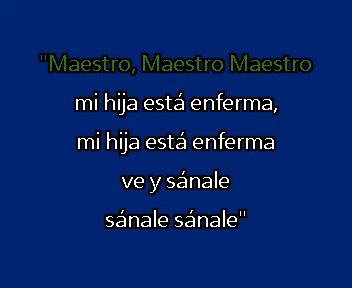 "Maestro, Maestro Maestro
mi hija está enferma,
mi hija está enferma
ve y sánale
sánale sánale"